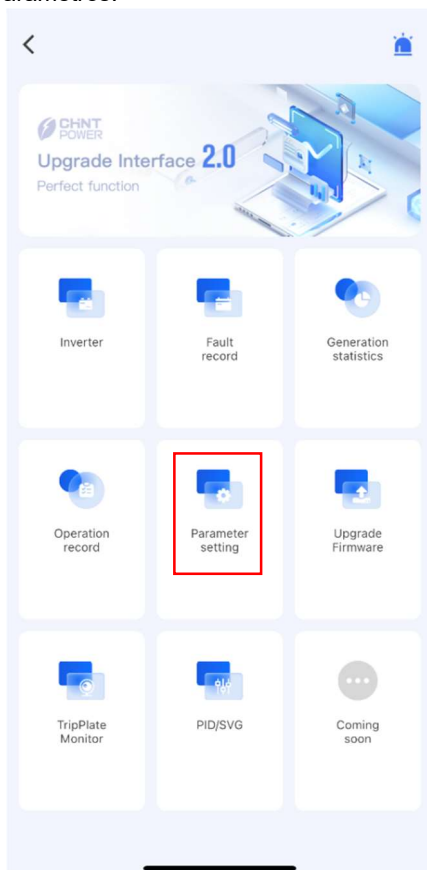 CHNT
POWER
Upgrade Interface 2.0
Perfect function
Inverter
Fault
record
Generation
statistics
Operation
record
Parameter
setting
Upgrade
Firmware
TripPlate
Monitor
PID/SVG
Coming
soon